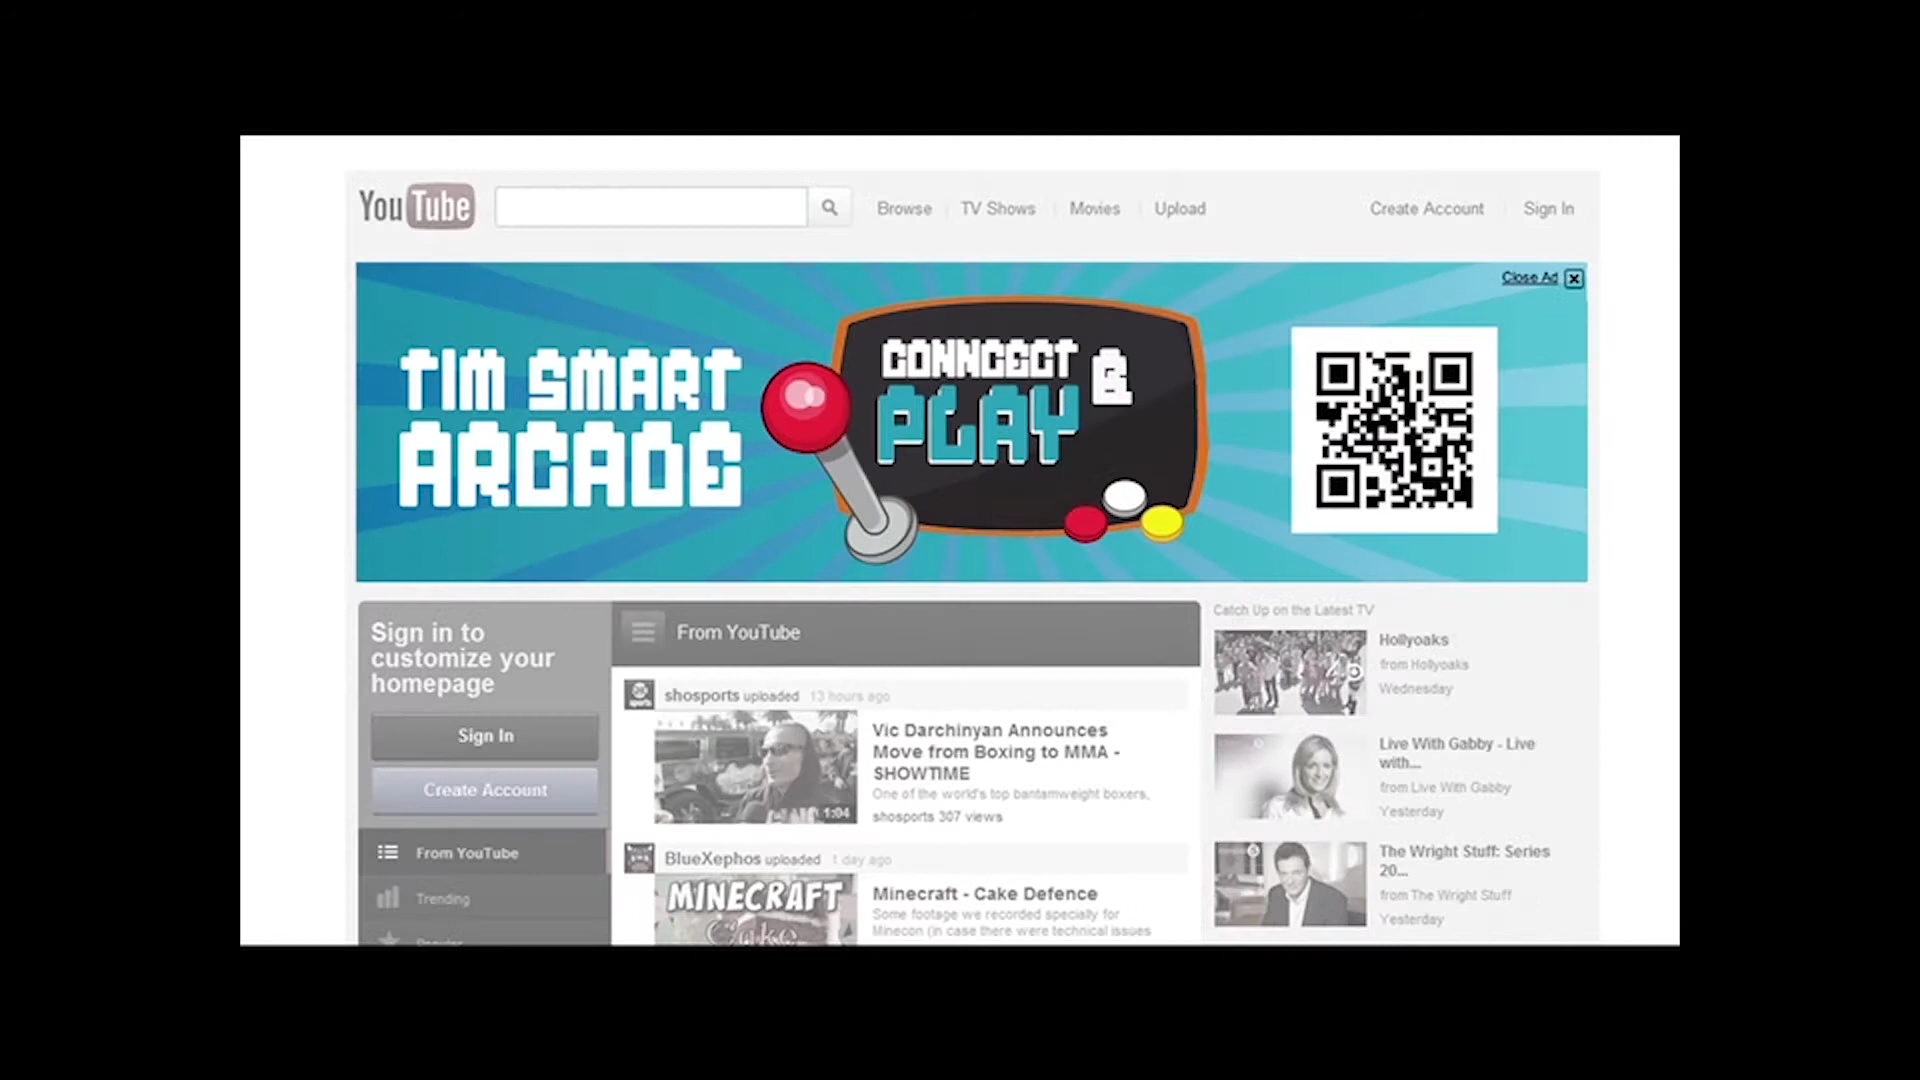 YouTube
Browse
TV Shows
Movies
Upload
Create Account
Sign In
Close Ad
TIM SMART
ARCADE
CONNCECT
&
PLAY
Sign in to
customize your
homepage
Sign In
Create Account
From YouTube
Trending
Popular
From YouTube
shosports uploaded 13 hours ago
1:04
Vic Darchinyan Announces
Move from Boxing to MMA -
SHOWTIME
One of the world's top bantamweight boxers,
shosports 307 views
BlueXephos uploaded 1 day ago
MINECRAFT
Cake
Minecraft - Cake Defence
Some footage we recorded specially for
Minecon (in case there were technical issues
Catch Up on the Latest TV
Hollyoaks
from Hollyoaks
Wednesday
Live With Gabby - Live
with...
from Live With Gabby
Yesterday
The Wright Stuff: Series
20...
from The Wright Stuff
Yesterday